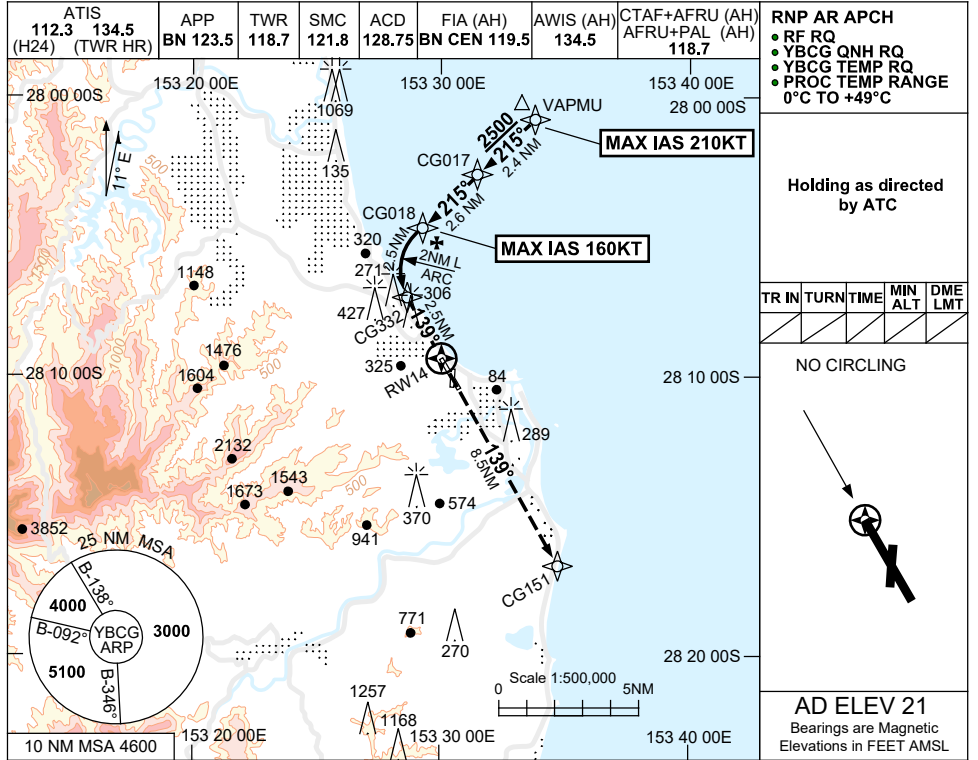 ATIS
112.3 134.5
(H24) (TWR HR)
APP
BN 123.5
TWR
118.7
SMC
121.8
ACD
128.75
FIA (AH)
BN CEN 119.5
AWIS (AH)
134.5
CTAF+AFRU (AH)
AFRU+PAL (AH)
118.7
RNP AR APCH
RF RQ
YBCG QNH RQ
YBCG TEMP RQ
PROC TEMP RANGE
0°C TO +49°C
153 20 00E
153 30 00E
153 40 00E
28 00 00S
28 00 00S
1069
VAPMU
2500
215°
2.4 NM
MAX IAS 210KT
11° E
500
135
CG017
215°
2.6 NM
Holding as directed
by ATC
CG018
MAX IAS 160KT
1500
320
2.5NM
2NM L
ARC
271
1148
306
427
CG332
2.5NM
139°
TR IN
TURN
TIME
MIN
ALT
DME
LMT
1000
1476
500
325
RW14
28 10 00S
1604
84
28 10 00S
NO CIRCLING
289
139°
8.5NM
2132
1543
500
1673
370
574
3852
941
25 NM MSA
CG151
B-138°
4000
B-092°
YBCG
ARP
3000
5100
B-346°
771
270
28 20 00S
Scale 1:500,000
0
5NM
1257
1168
10 NM MSA 4600
153 20 00E
153 30 00E
153 40 00E
AD ELEV 21
Bearings are Magnetic
Elevations in FEET AMSL